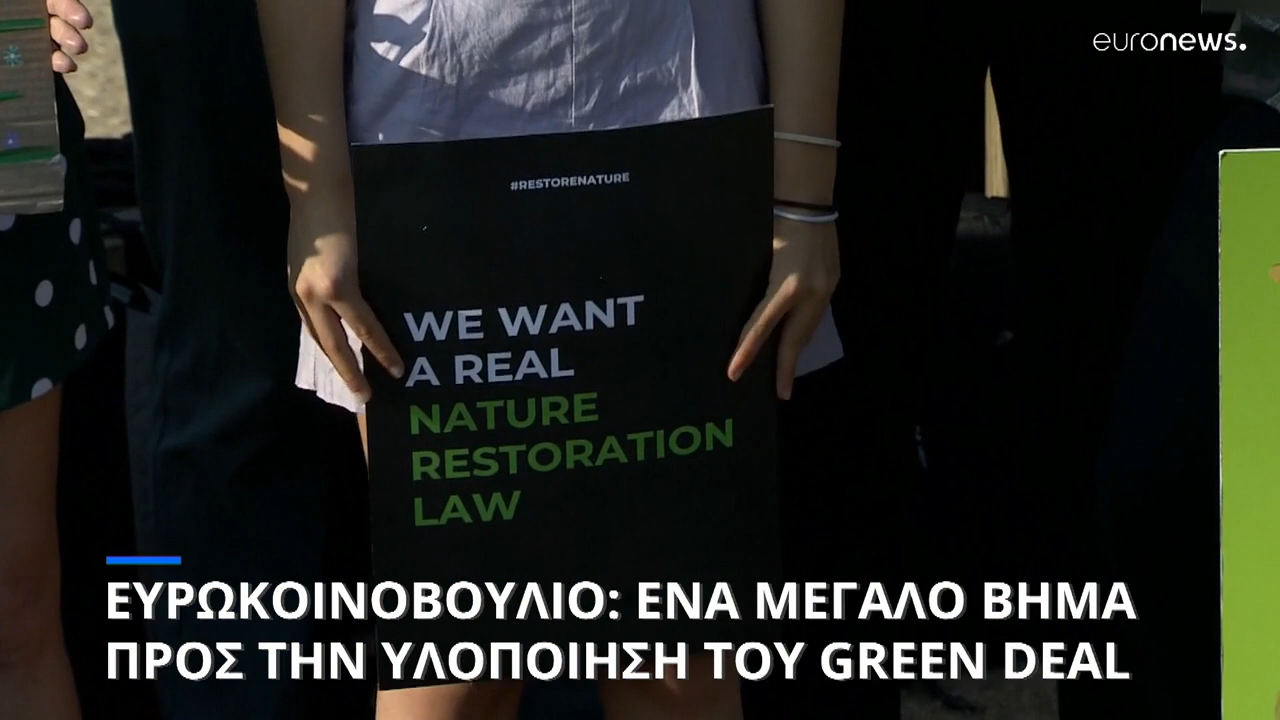 euronews.
#RESTORENATURE
WE WANT
A REAL
NATURE
RESTORATION
LAW
ΕΥΡΩΚΟΙΝΟΒΟΥΛΙΟ: ΕΝΑ ΜΕΓΑΛΟ ΒΗΜΑ
ΠΡΟΣ ΤΗΝ ΥΛΟΠΟΙΗΣΗ ΤΟΥ GREEN DEAL